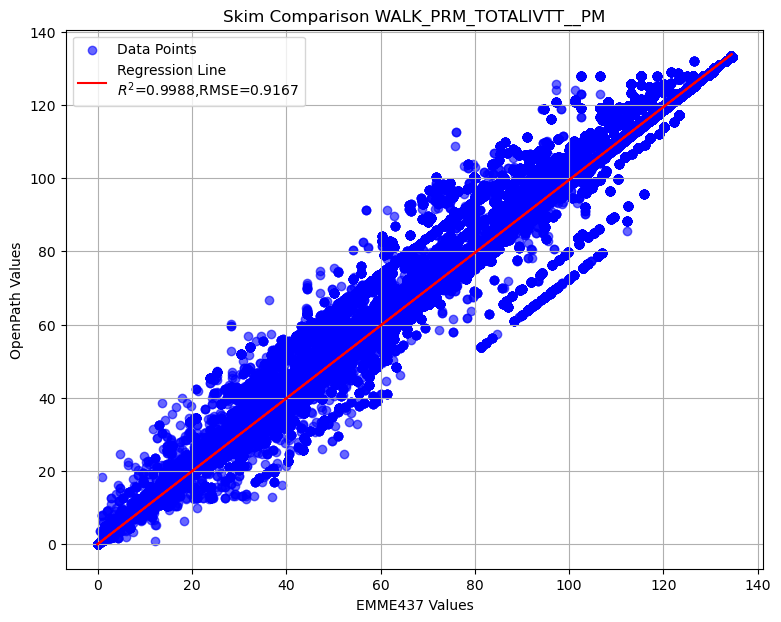 Skim Comparison WALK_PRM_TOTALIVTT__PM
Data Points
Regression Line
R²=0.9988,RMSE=0.9167
140
120
100
80
60
40
20
0
OpenPath Values
0 20 40 60 80 100 120 140
EMME437 Values